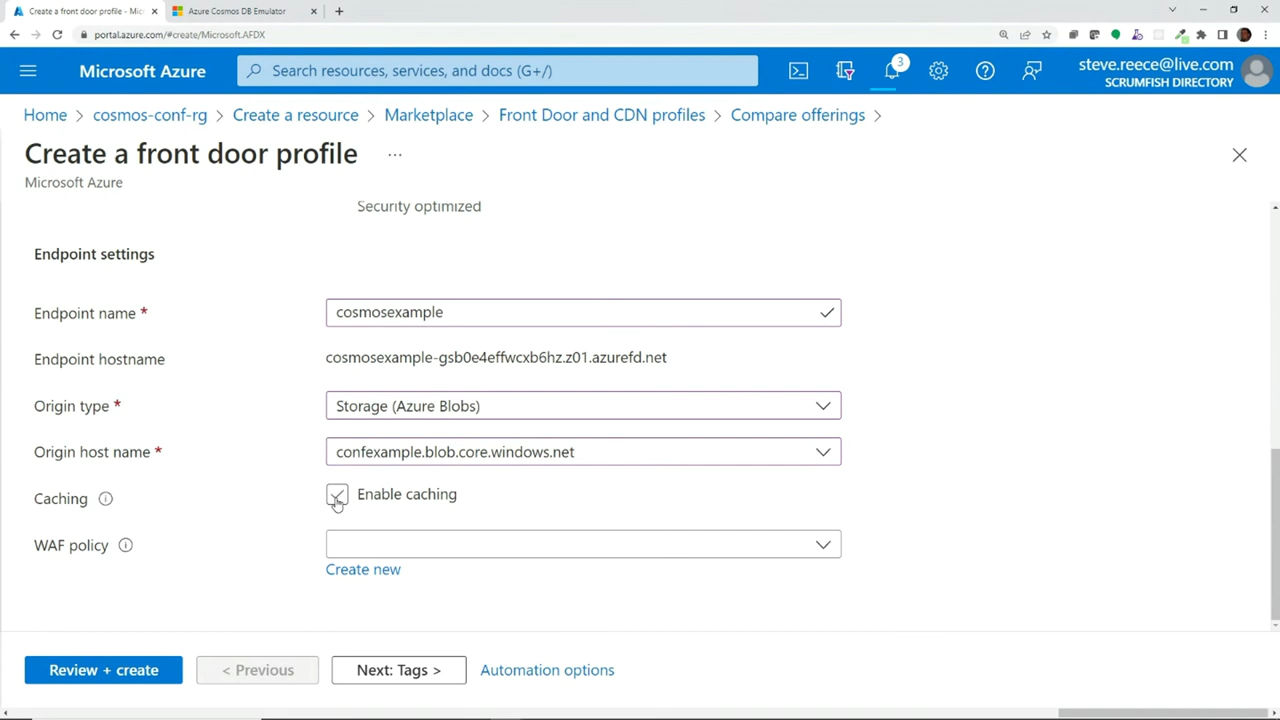 Create a front door profile - Mic
Azure Cosmos DB Emulator
portal.azure.com/#create/Microsoft.AFDX
Microsoft Azure
Search resources, services, and docs (G+/)
3
steve.reece@live.com
SCRUMFISH DIRECTORY
Home > cosmos-conf-rg > Create a resource > Marketplace > Front Door and CDN profiles > Compare offerings >
Create a front door profile ...
Microsoft Azure
Security optimized
Endpoint settings
Endpoint name *
cosmosexample
Endpoint hostname
cosmosexample-gsb0e4effwcxb6hz.z01.azurefd.net
Origin type *
Storage (Azure Blobs)
Origin host name *
confexample.blob.core.windows.net
Caching
Enable caching
WAF policy
Create new
Review + create
< Previous
Next: Tags >
Automation options